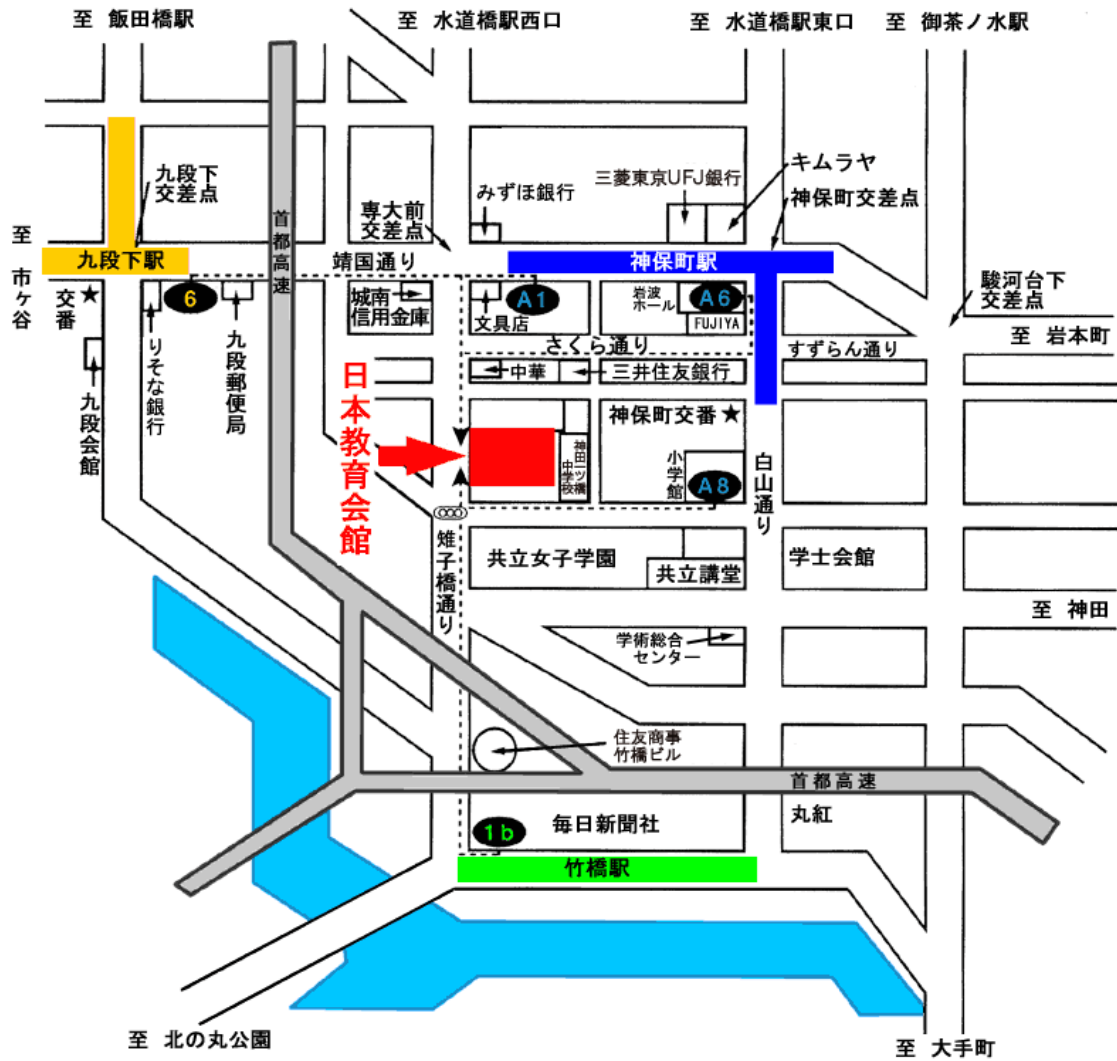 至 飯田橋駅
至 水道橋駅西口
至 水道橋駅東口
至 御茶ノ水駅
九段下
交差点
みずほ銀行
三菱東京UFJ銀行
キムラヤ
神保町交差点
専大前
交差点
首都高速
至 市ヶ谷
九段下駅
靖国通り
神保町駅
交番
6
城南
信用金庫
文具店
A1
岩波
ホール
A6
FUJIYA
駿河台下
交差点
至 岩本町
りそな銀行
九段郵便局
九段会館
さくら通り
すずらん通り
中華
三井住友銀行
日本教育会館
神田一ツ橋
中学校
神保町交番
小学館
A8
白山通り
雉子橋通り
共立女子学園
共立講堂
学士会館
至 神田
学術総合
センター
住友商事
竹橋ビル
首都高速
丸紅
1b
毎日新聞社
竹橋駅
至 北の丸公園
至 大手町